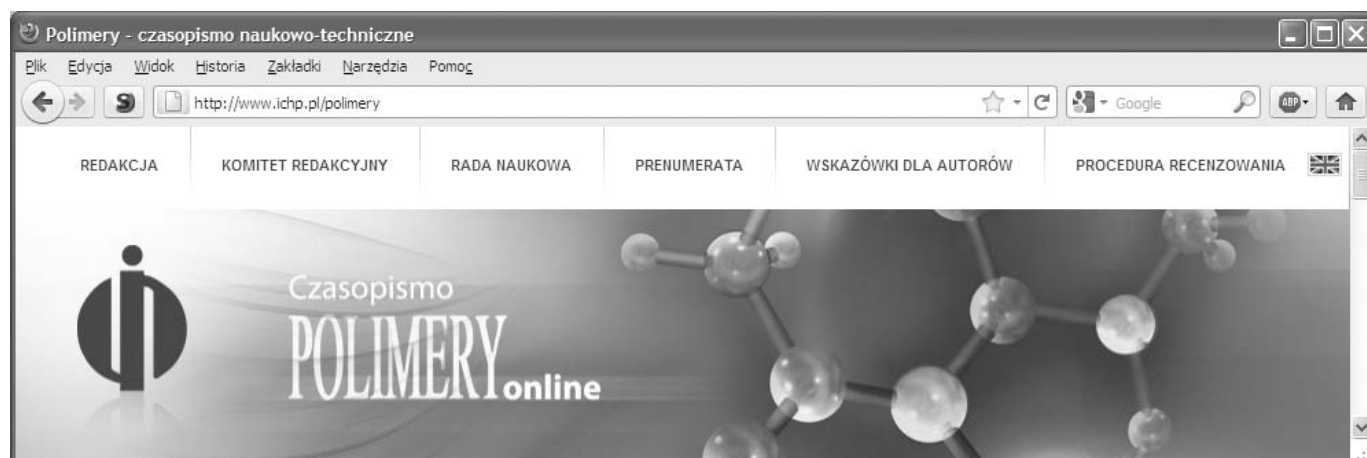 Polimery - czasopismo naukowo-techniczne
Plik Edycja Widok Historia Zakładki Narzędzia Pomoc
S http://www.ichp.pl/polimery Google ABP
REDAKCJA KOMITET REDAKCYJNY RADA NAUKOWA PRENUMERATA WSKAZÓWKI DLA AUTORÓW PROCEDURA RECENZOWANIA
Czasopismo
POLIMERY online